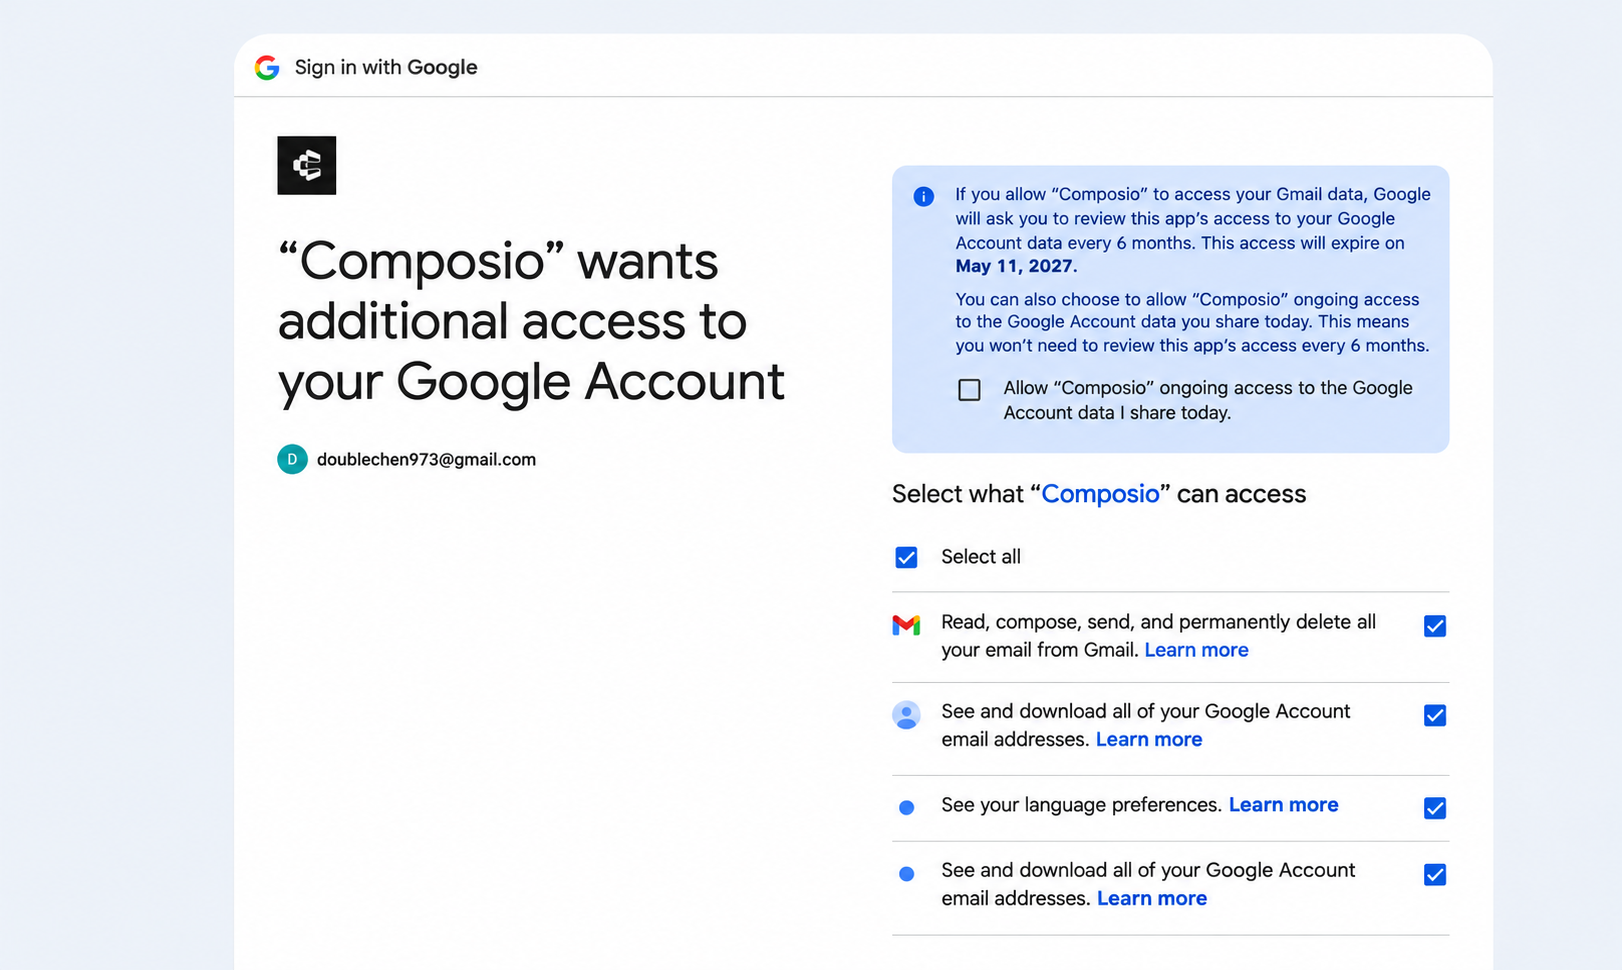 Sign in with Google
“Composio” wants
additional access to
your Google Account
D doublechen973@gmail.com
If you allow “Composio” to access your Gmail data, Google
will ask you to review this app’s access to your Google
Account data every 6 months. This access will expire on
May 11, 2027.
You can also choose to allow “Composio” ongoing access
to the Google Account data you share today. This means
you won’t need to review this app’s access every 6 months.
Allow “Composio” ongoing access to the Google
Account data I share today.
Select what “Composio” can access
Select all
Read, compose, send, and permanently delete all
your email from Gmail. Learn more
See and download all of your Google Account
email addresses. Learn more
See your language preferences. Learn more
See and download all of your Google Account
email addresses. Learn more